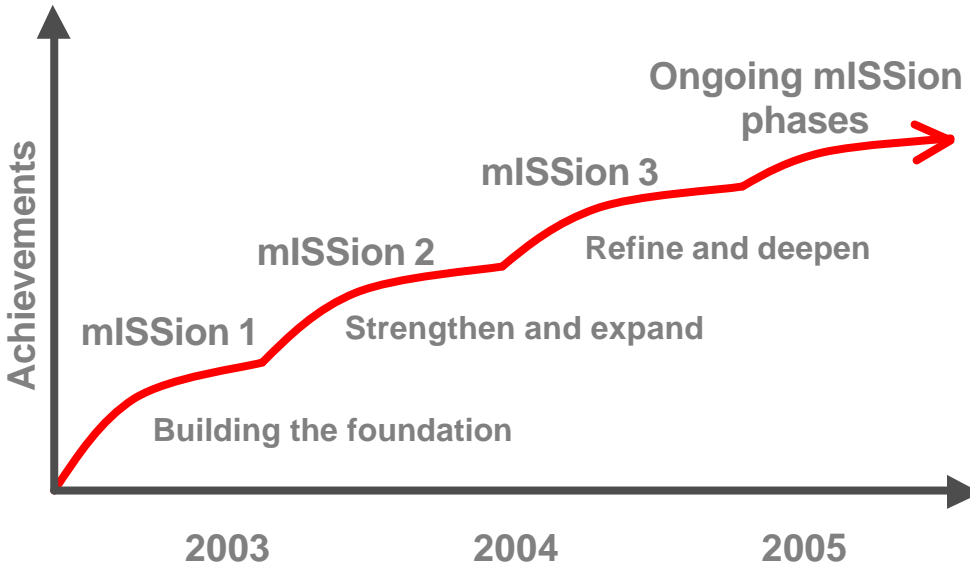 Ongoing mISSion
phases
mISSion 3
Refine and deepen
mISSion 2
Strengthen and expand
mISSion 1
Building the foundation
Achievements
2003 2004 2005